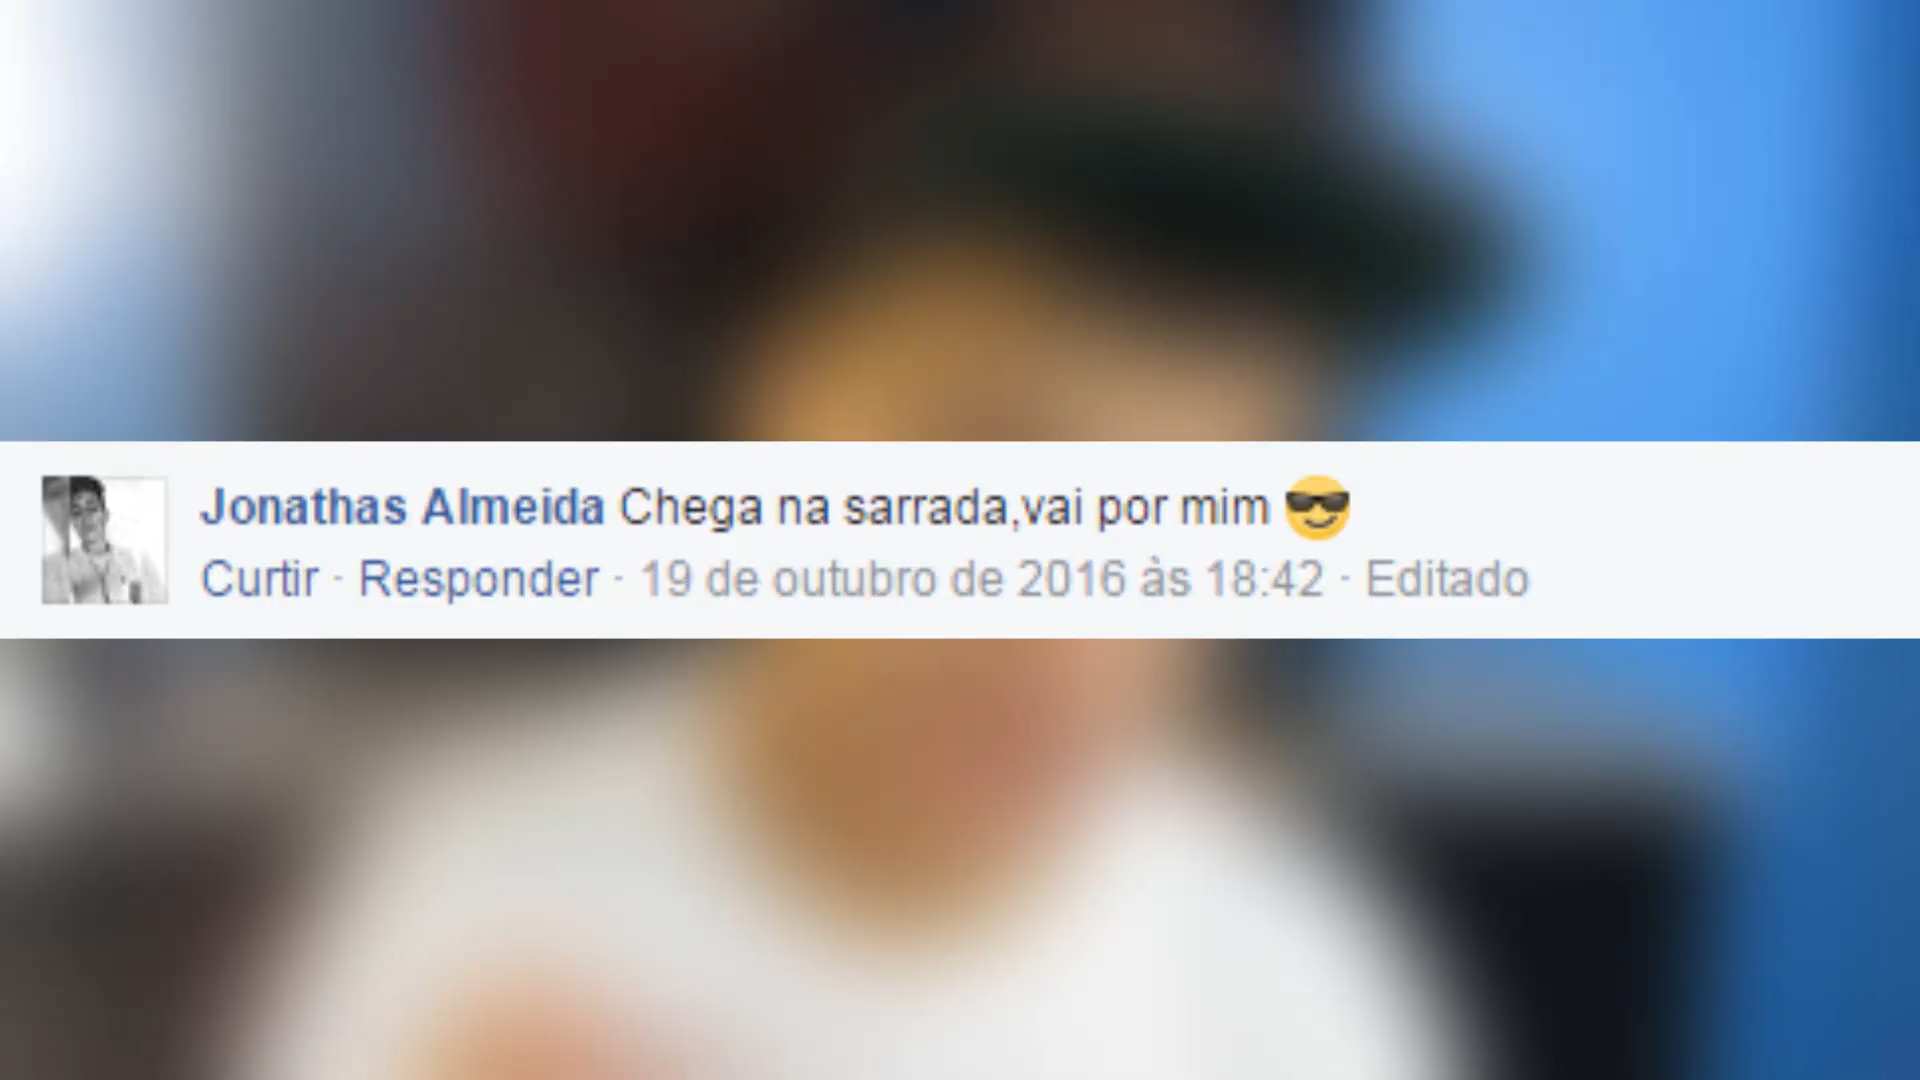 Jonathas Almeida Chega na sarrada,vai por mim 😎
Curtir · Responder · 19 de outubro de 2016 às 18:42 · Editado